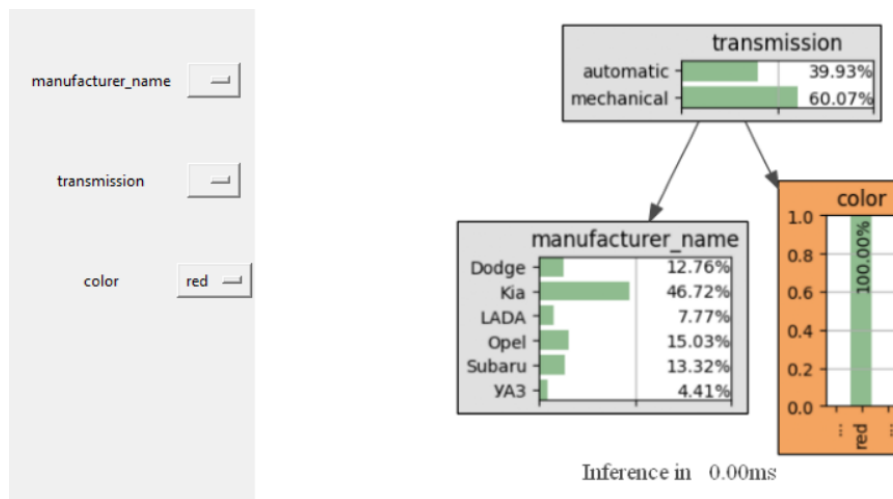 manufacturer_name
transmission
color red
transmission
automatic 39.93%
mechanical 60.07%
manufacturer_name
Dodge 12.76%
Kia 46.72%
LADA 7.77%
Opel 15.03%
Subaru 13.32%
УАЗ 4.41%
color
1.0
0.8
0.6
0.4
0.2
0.0
100.00%
... red ...
Inference in 0.00ms